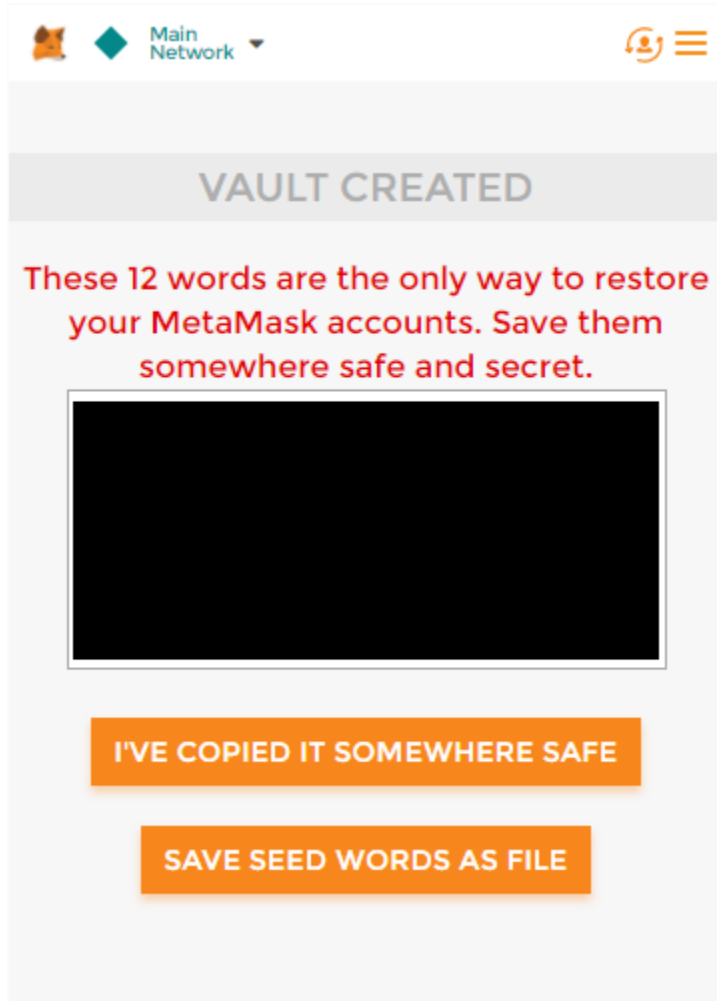 Main
Network
VAULT CREATED
These 12 words are the only way to restore
your MetaMask accounts. Save them
somewhere safe and secret.
I'VE COPIED IT SOMEWHERE SAFE
SAVE SEED WORDS AS FILE